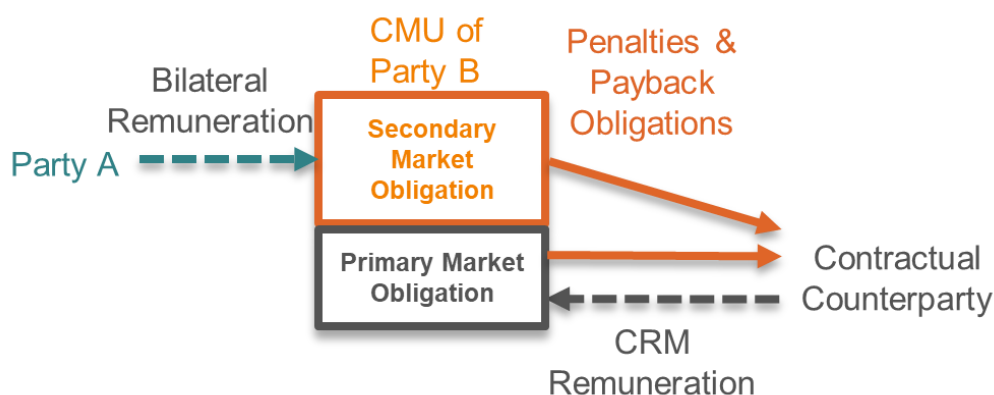 CMU of
Party B
Penalties &
Payback
Obligations
Bilateral
Remuneration
Party A
Secondary
Market
Obligation
Primary Market
Obligation
Contractual
Counterparty
CRM
Remuneration